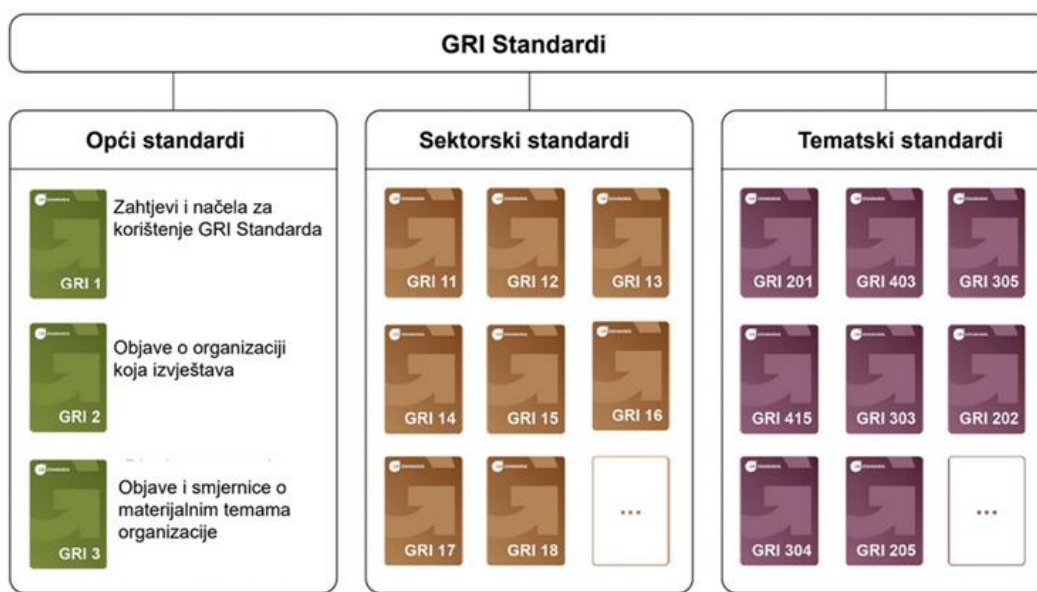 GRI Standardi
Opći standardi
Zahtjevi i načela za
korištenje GRI Standarda
GRI 1
Objave o organizaciji
koja izvještava
GRI 2
Objave i smjernice o
materijalnim temama
organizacije
GRI 3
Sektorski standardi
GRI 11 GRI 12 GRI 13
GRI 14 GRI 15 GRI 16
GRI 17 GRI 18 ...
Tematski standardi
GRI 201 GRI 403 GRI 305
GRI 415 GRI 303 GRI 202
GRI 304 GRI 205 ...